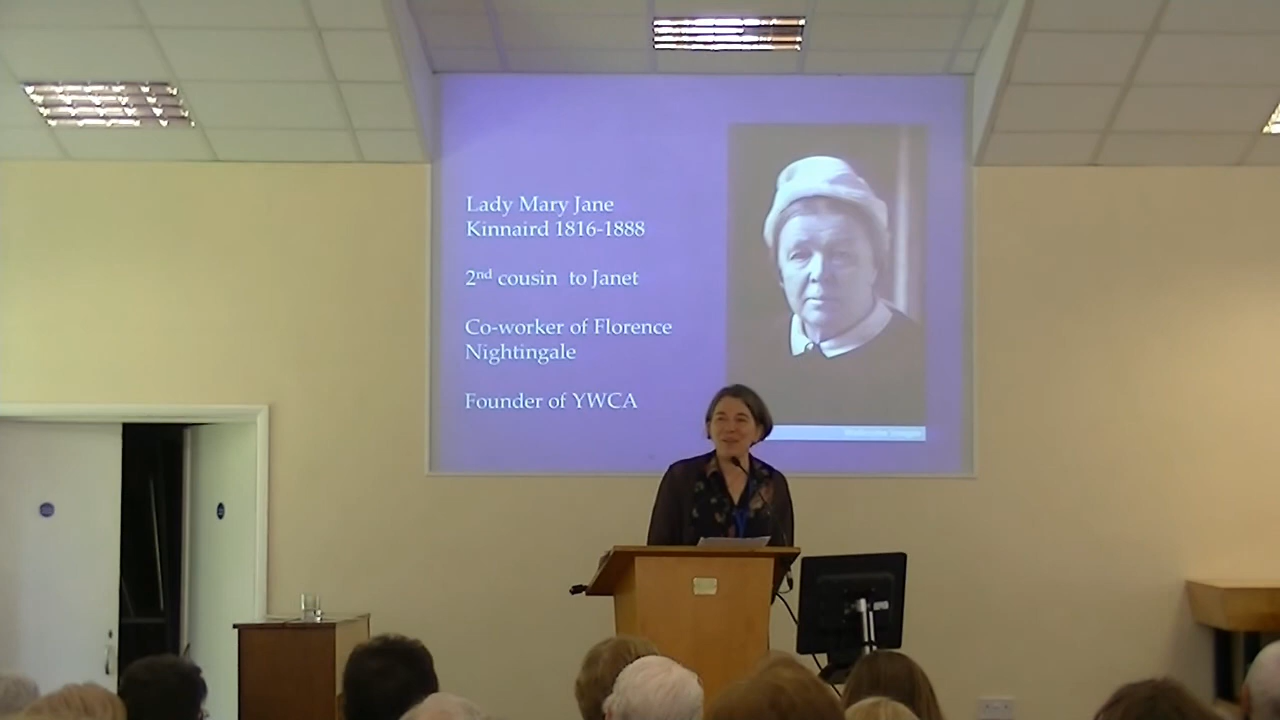 Lady Mary Jane
Kinnaird 1816-1888
2nd cousin to Janet
Co-worker of Florence
Nightingale
Founder of YWCA